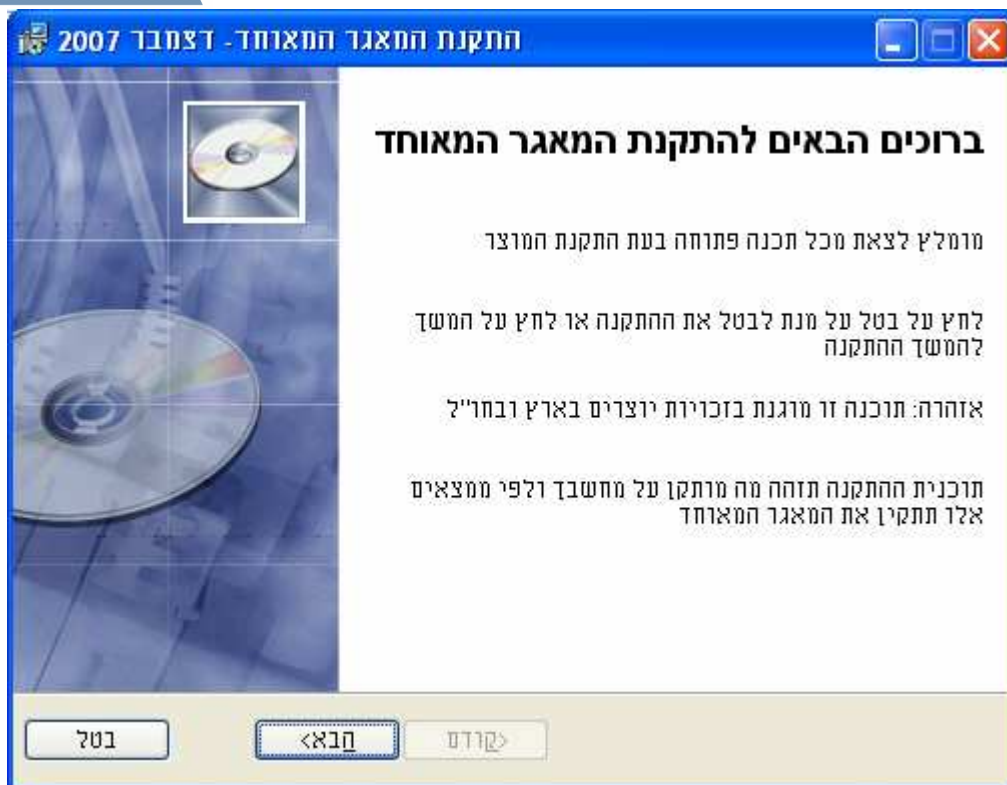 התקנת המאגר המאוחד- דצמבר 2007
ברוכים הבאים להתקנת המאגר המאוחד
מומלץ לצאת מכל תכנה פתוחה בעת התקנת המוצר
לחץ על בטל על מנת לבטל את ההתקנה או לחץ על המשך
להמשך ההתקנה
אזהרה: תוכנה זו מוגנת בזכויות יוצרים בארץ ובחו''ל
תוכנית ההתקנה תזהה מה מותקן על מחשבך ולפי ממצאים
אלו תתקין את המאגר המאוחד
<קודם
הבא>
בטל